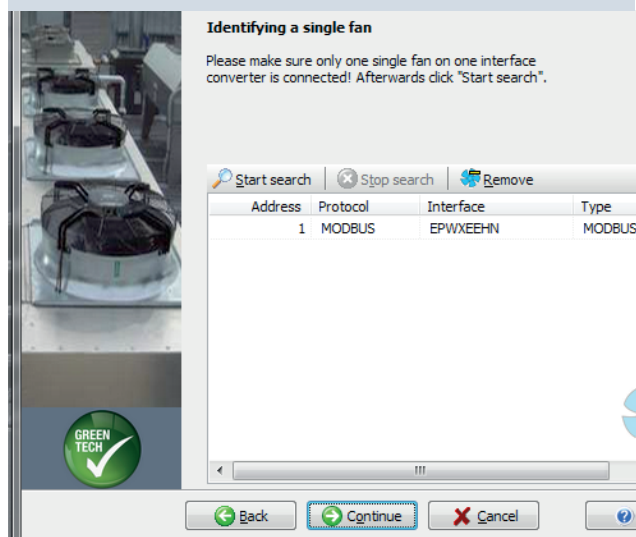 Identifying a single fan
Please make sure only one single fan on one interface
converter is connected! Afterwards click "Start search".
Start search Stop search Remove
Address Protocol Interface Type
1 MODBUS EPWXEEHN MODBUS
GREEN
TECH
Back Continue Cancel ?